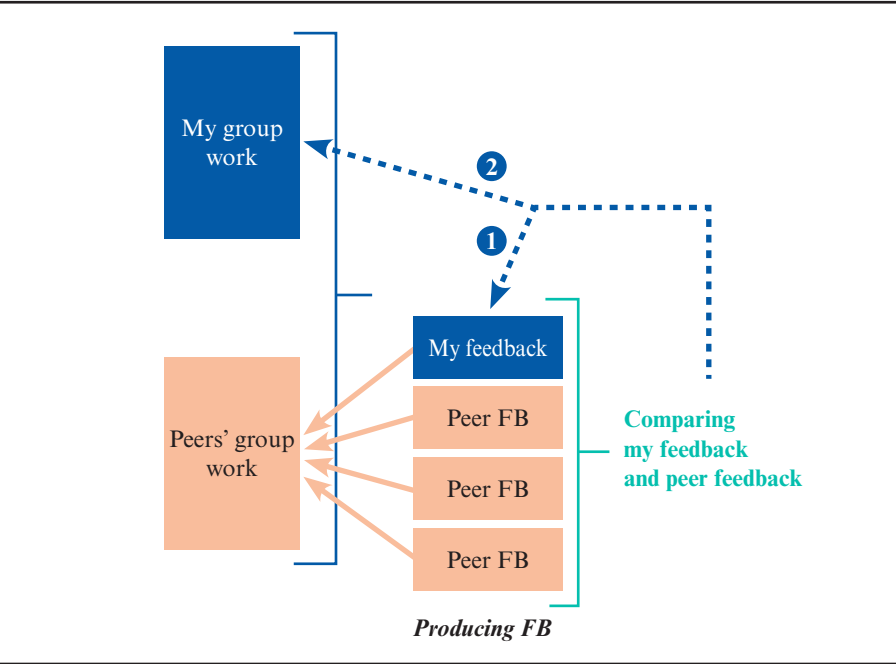 My group
work
2
1
My feedback
Peers’ group
work
Peer FB
Peer FB
Peer FB
Comparing
my feedback
and peer feedback
Producing FB